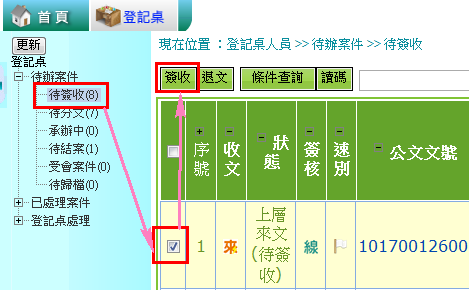 首頁 登記桌
更新
登記桌
待辦案件
待簽收(8)
待分文(7)
承辦中(0)
待結案(1)
受會案件(0)
待歸檔(0)
已處理案件
登記桌處理
現在位置 ：登記桌人員 >> 待辦案件 >> 待簽收
簽收 退文 條件查詢 讀碼
序號 收文 狀態 簽核 速別 公文文號
1 來 上層來文(待簽收) 線 10170012600